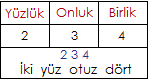 Yüzlük Onluk Birlik
2 3 4
2 3 4
İki yüz otuz dört